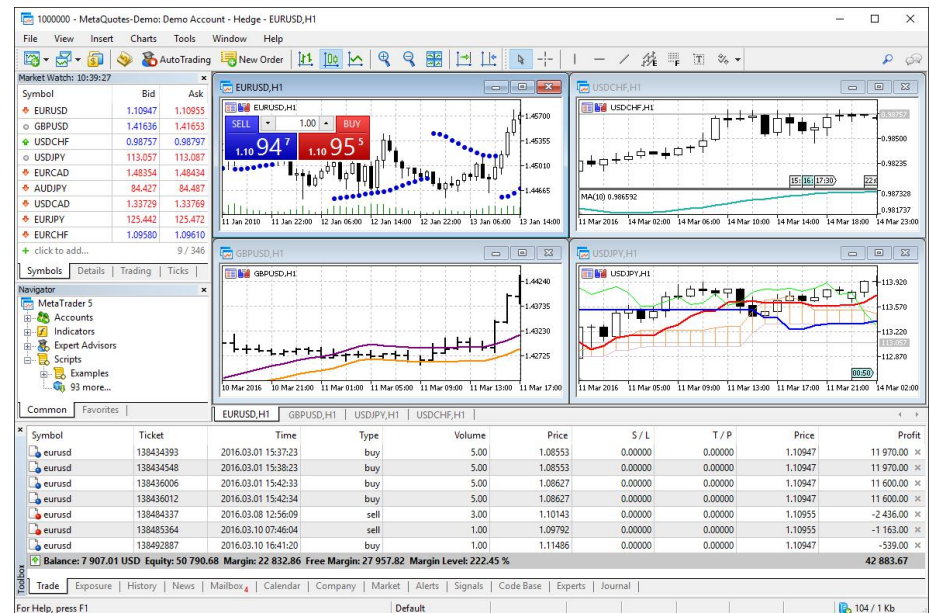 1000000 - MetaQuotes-Demo: Demo Account - Hedge - EURUSD,H1
File View Insert Charts Tools Window Help
AutoTrading New Order
Market Watch: 10:39:27
Symbol Bid Ask
EURUSD 1.10947 1.10955
GBPUSD 1.41636 1.41653
USDCHF 0.98757 0.98797
USDJPY 113.057 113.087
EURCAD 1.48354 1.48434
AUDJPY 84.427 84.487
USDCAD 1.33729 1.33769
EURJPY 125.442 125.472
EURCHF 1.09580 1.09610
click to add... 9 / 346
Symbols Details Trading Ticks
Navigator
MetaTrader 5
Accounts
Indicators
Expert Advisors
Scripts
Examples
93 more...
Common Favorites
EURUSD,H1
EURUSD,H1
SELL 1.00 BUY
1.10 94 7 1.10 95 5
1.45700
1.45355
1.45010
1.44665
11 Jan 2010 11 Jan 22:00 12 Jan 06:00 12 Jan 14:00 12 Jan 22:00 13 Jan 06:00 13 Jan 14:00
USDCHF,H1
USDCHF,H1
0.98757
0.98500
0.98235
15: 16: 17:30
MA(10) 0.986592
0.987328
0.981737
11 Mar 2016 14 Mar 02:00 14 Mar 06:00 14 Mar 10:00 14 Mar 14:00 14 Mar 18:00 14 Mar 23:00
GBPUSD,H1
GBPUSD,H1
1.44240
1.43735
1.43230
1.42725
10 Mar 2016 10 Mar 21:00 11 Mar 01:00 11 Mar 05:00 11 Mar 09:00 11 Mar 13:00 11 Mar 17:00
USDJPY,H1
USDJPY,H1
113.920
113.570
113.220
113.057
112.870
00:50
11 Mar 2016 11 Mar 05:00 11 Mar 09:00 11 Mar 13:00 11 Mar 17:00 11 Mar 21:00 14 Mar 02:00
EURUSD,H1 GBPUSD,H1 USDJPY,H1 USDCHF,H1
Symbol Ticket Time Type Volume Price S / L T / P Price Profit
eurusd 138434393 2016.03.01 15:37:23 buy 5.00 1.08553 0.00000 0.00000 1.10947 11 970.00
eurusd 138434548 2016.03.01 15:38:23 buy 5.00 1.08553 0.00000 0.00000 1.10947 11 970.00
eurusd 138436006 2016.03.01 15:42:33 buy 5.00 1.08627 0.00000 0.00000 1.10947 11 600.00
eurusd 138436012 2016.03.01 15:42:34 buy 5.00 1.08627 0.00000 0.00000 1.10947 11 600.00
eurusd 138484337 2016.03.08 12:56:09 sell 3.00 1.10143 0.00000 0.00000 1.10955 -2 436.00
eurusd 138485364 2016.03.10 07:46:04 sell 1.00 1.09792 0.00000 0.00000 1.10955 -1 163.00
eurusd 138492887 2016.03.10 16:41:20 buy 1.00 1.11486 0.00000 0.00000 1.10947 -539.00
Balance: 7 907.01 USD Equity: 50 790.68 Margin: 22 832.86 Free Margin: 27 957.82 Margin Level: 222.45 % 42 883.67
Toolbox
Trade Exposure History News Mailbox 4 Calendar Company Market Alerts Signals Code Base Experts Journal
For Help, press F1 Default 104 / 1 Kb